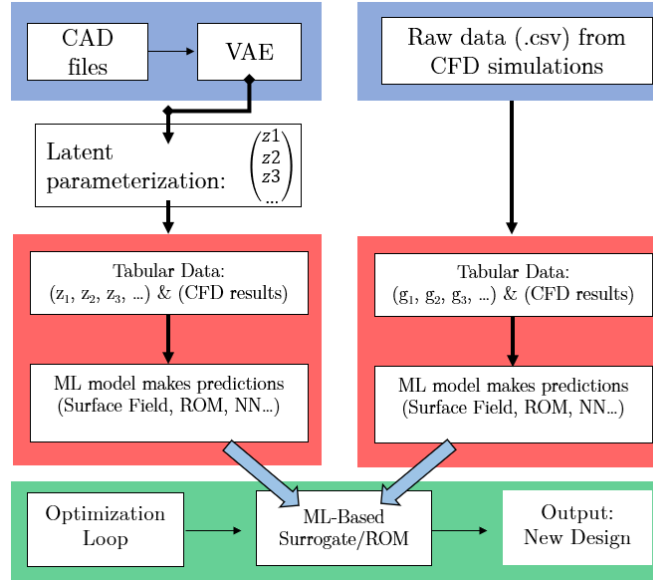 CAD
files
VAE
Raw data (.csv) from
CFD simulations
Latent
parameterization:
z1
z2
z3
...
Tabular Data:
(z₁, z₂, z₃, ...) & (CFD results)
ML model makes predictions
(Surface Field, ROM, NN...)
Tabular Data:
(g₁, g₂, g₃, ...) & (CFD results)
ML model makes predictions
(Surface Field, ROM, NN...)
Optimization
Loop
ML-Based
Surrogate/ROM
Output:
New Design